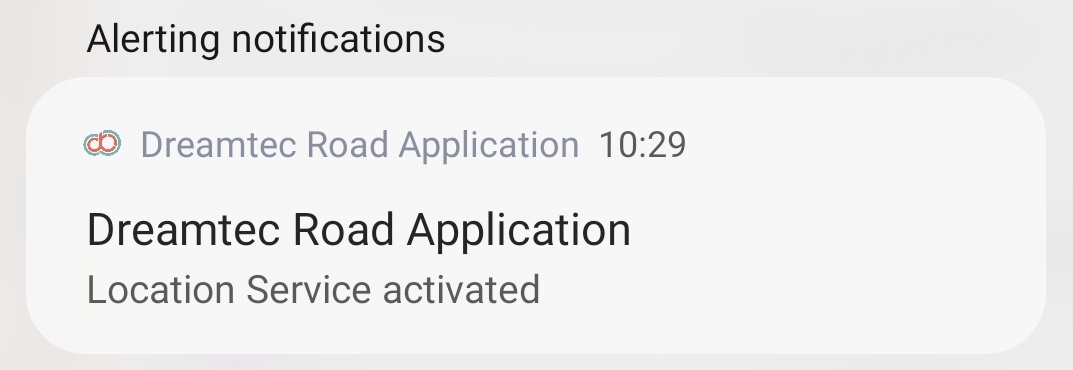 Alerting notifications
Dreamtec Road Application 10:29
Dreamtec Road Application
Location Service activated